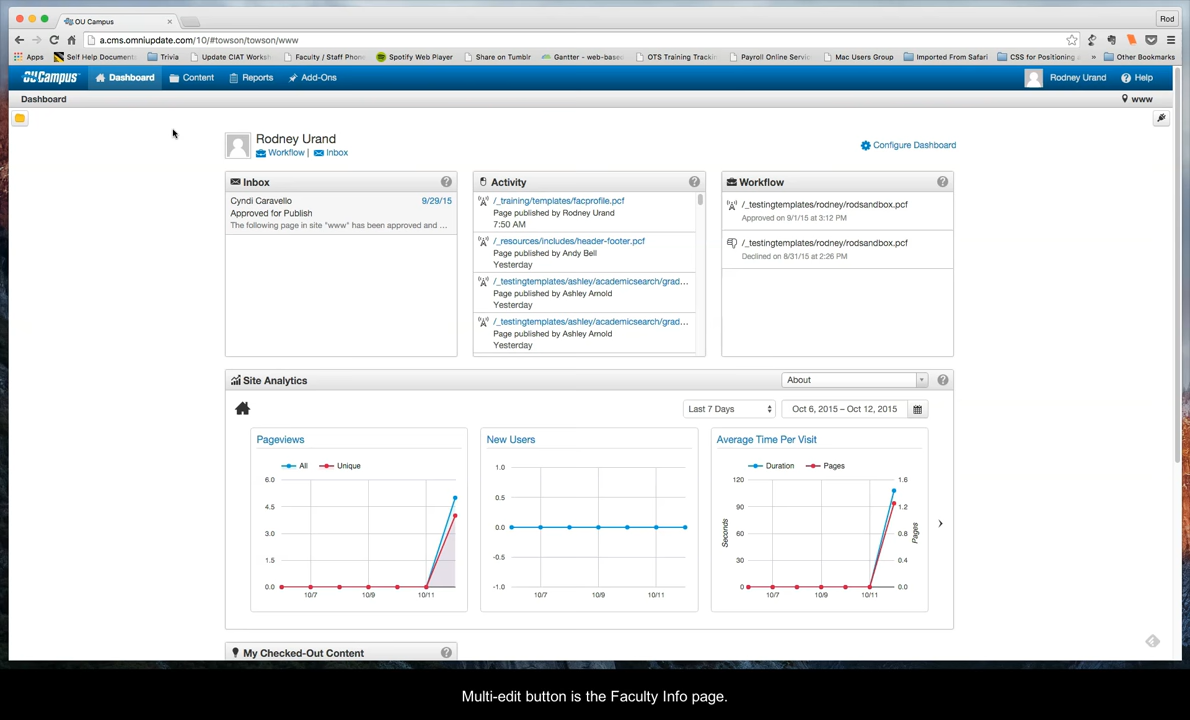 OU Campus
Rod
a.cms.omniupdate.com/10/#towson/towson/www
Apps Self Help Documents Trivia Update CIAT Works Faculty / Staff Phon Spotify Web Player Share on Tumblr Gantter - web-base OTS Training Trackin Payroll Online Servic Mac Users Group Imported From Safari CSS for Positioning » Other Bookmarks
OU Campus Dashboard Content Reports Add-Ons Rodney Urand Help
Dashboard www
Rodney Urand
Workflow | Inbox
Configure Dashboard
Inbox
Cyndi Caravello 9/29/15
Approved for Publish
The following page in site "www" has been approved and ...
Activity
/_training/templates/facprofile.pcf
Page published by Rodney Urand
7:50 AM
/_resources/includes/header-footer.pcf
Page published by Andy Bell
Yesterday
/_testingtemplates/ashley/academicsearch/grad...
Page published by Ashley Arnold
Yesterday
/_testingtemplates/ashley/academicsearch/grad...
Page published by Ashley Arnold
Yesterday
Workflow
/_testingtemplates/rodney/rodsandbox.pcf
Approved on 9/1/15 at 3:12 PM
/_testingtemplates/rodney/rodsandbox.pcf
Declined on 8/31/15 at 2:26 PM
Site Analytics About
Last 7 Days Oct 6, 2015 – Oct 12, 2015
Pageviews
All Unique
6.0
4.5
3.0
1.5
0.0
10/7 10/9 10/11
New Users
1.0
0.5
0.0
-0.5
-1.0
10/7 10/9 10/11
Average Time Per Visit
Duration Pages
120 1.6
90 1.2
60 0.8
30 0.4
0 0.0
Seconds
Pages
10/7 10/9 10/11
My Checked-Out Content
Multi-edit button is the Faculty Info page.